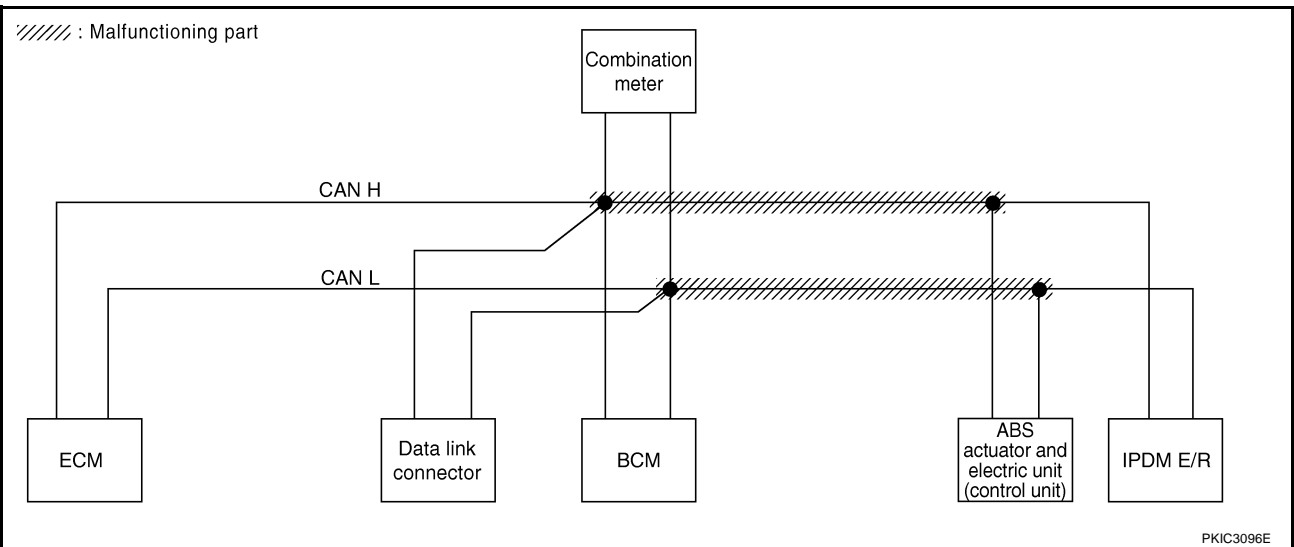 : Malfunctioning part
Combination
meter
CAN H
CAN L
ECM
Data link
connector
BCM
ABS
actuator and
electric unit
(control unit)
IPDM E/R
PKIC3096E